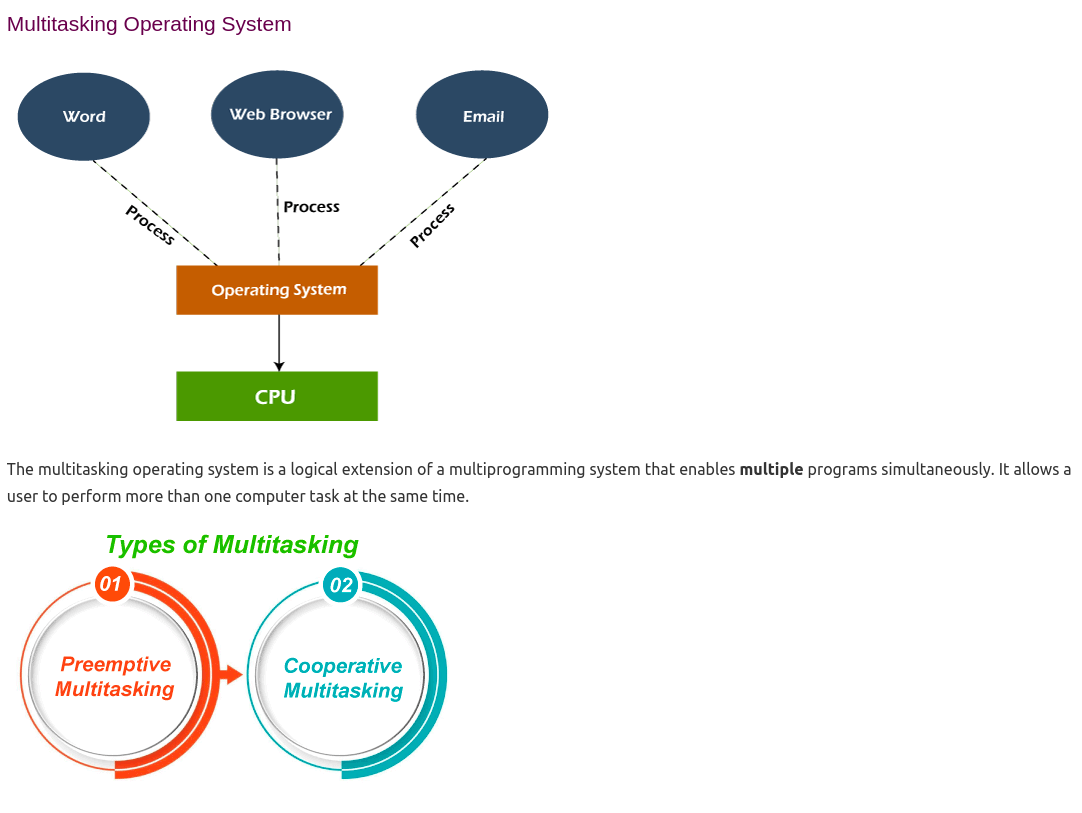 Multitasking Operating System
Word
Web Browser
Email
Process
Process
Process
Operating System
CPU
The multitasking operating system is a logical extension of a multiprogramming system that enables multiple programs simultaneously. It allows a
user to perform more than one computer task at the same time.
Types of Multitasking
01
02
Preemptive
Multitasking
Cooperative
Multitasking